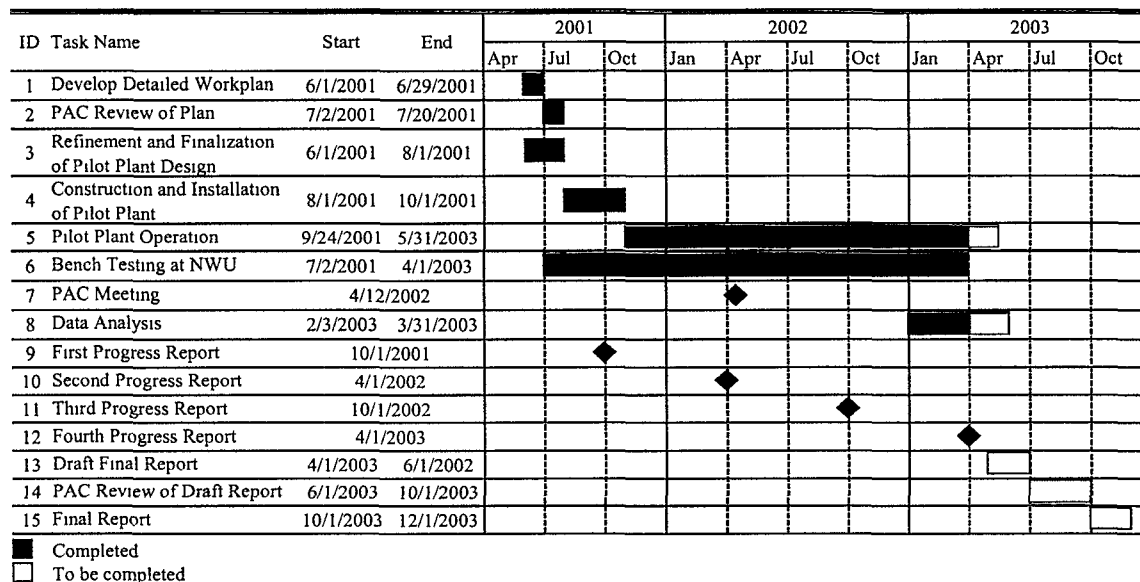 2001 2002 2003
ID Task Name Start End
Apr Jul Oct Jan Apr Jul Oct Jan Apr Jul Oct
1 Develop Detailed Workplan 6/1/2001 6/29/2001
2 PAC Review of Plan 7/2/2001 7/20/2001
3 Refinement and Finalization
of Pilot Plant Design 6/1/2001 8/1/2001
4 Construction and Installation
of Pilot Plant 8/1/2001 10/1/2001
5 Pilot Plant Operation 9/24/2001 5/31/2003
6 Bench Testing at NWU 7/2/2001 4/1/2003
7 PAC Meeting 4/12/2002
8 Data Analysis 2/3/2003 3/31/2003
9 First Progress Report 10/1/2001
10 Second Progress Report 4/1/2002
11 Third Progress Report 10/1/2002
12 Fourth Progress Report 4/1/2003
13 Draft Final Report 4/1/2003 6/1/2002
14 PAC Review of Draft Report 6/1/2003 10/1/2003
15 Final Report 10/1/2003 12/1/2003
Completed
To be completed